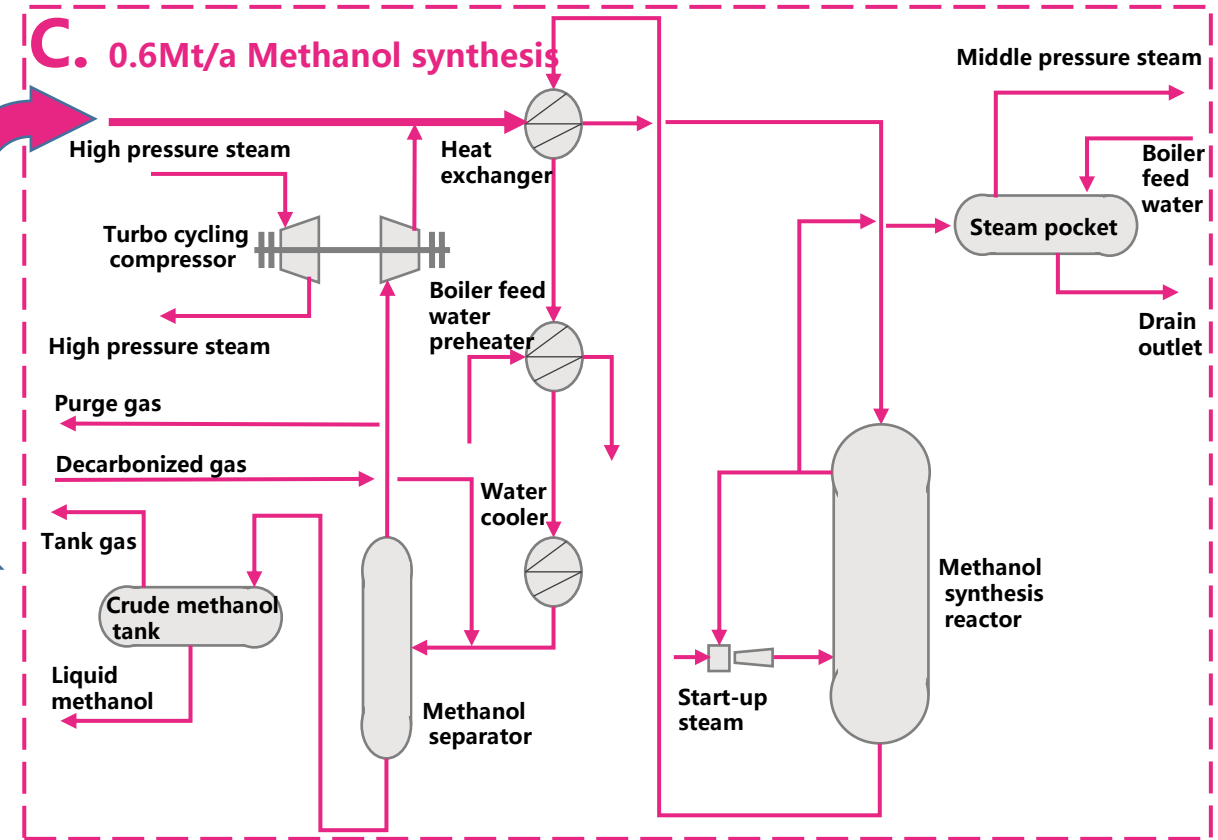 C. 0.6Mt/a Methanol synthesis
Middle pressure steam
High pressure steam
Heat
exchanger
Boiler
feed
water
Turbo cycling
compressor
Steam pocket
Boiler feed
water
preheater
High pressure steam
Drain
outlet
Purge gas
Decarbonized gas
Water
cooler
Tank gas
Crude methanol
tank
Methanol
synthesis
reactor
Liquid
methanol
Methanol
separator
Start-up
steam